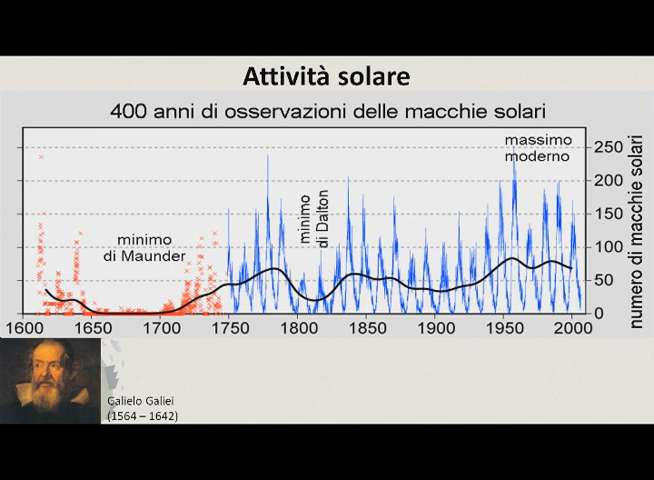 Attività solare
400 anni di osservazioni delle macchie solari
massimo
moderno
minimo
di Maunder
minimo
di Dalton
250
200
150
100
50
0
numero di macchie solari
1600
1650
1700
1750
1800
1850
1900
1950
2000
Galielo Galiei
(1564 – 1642)